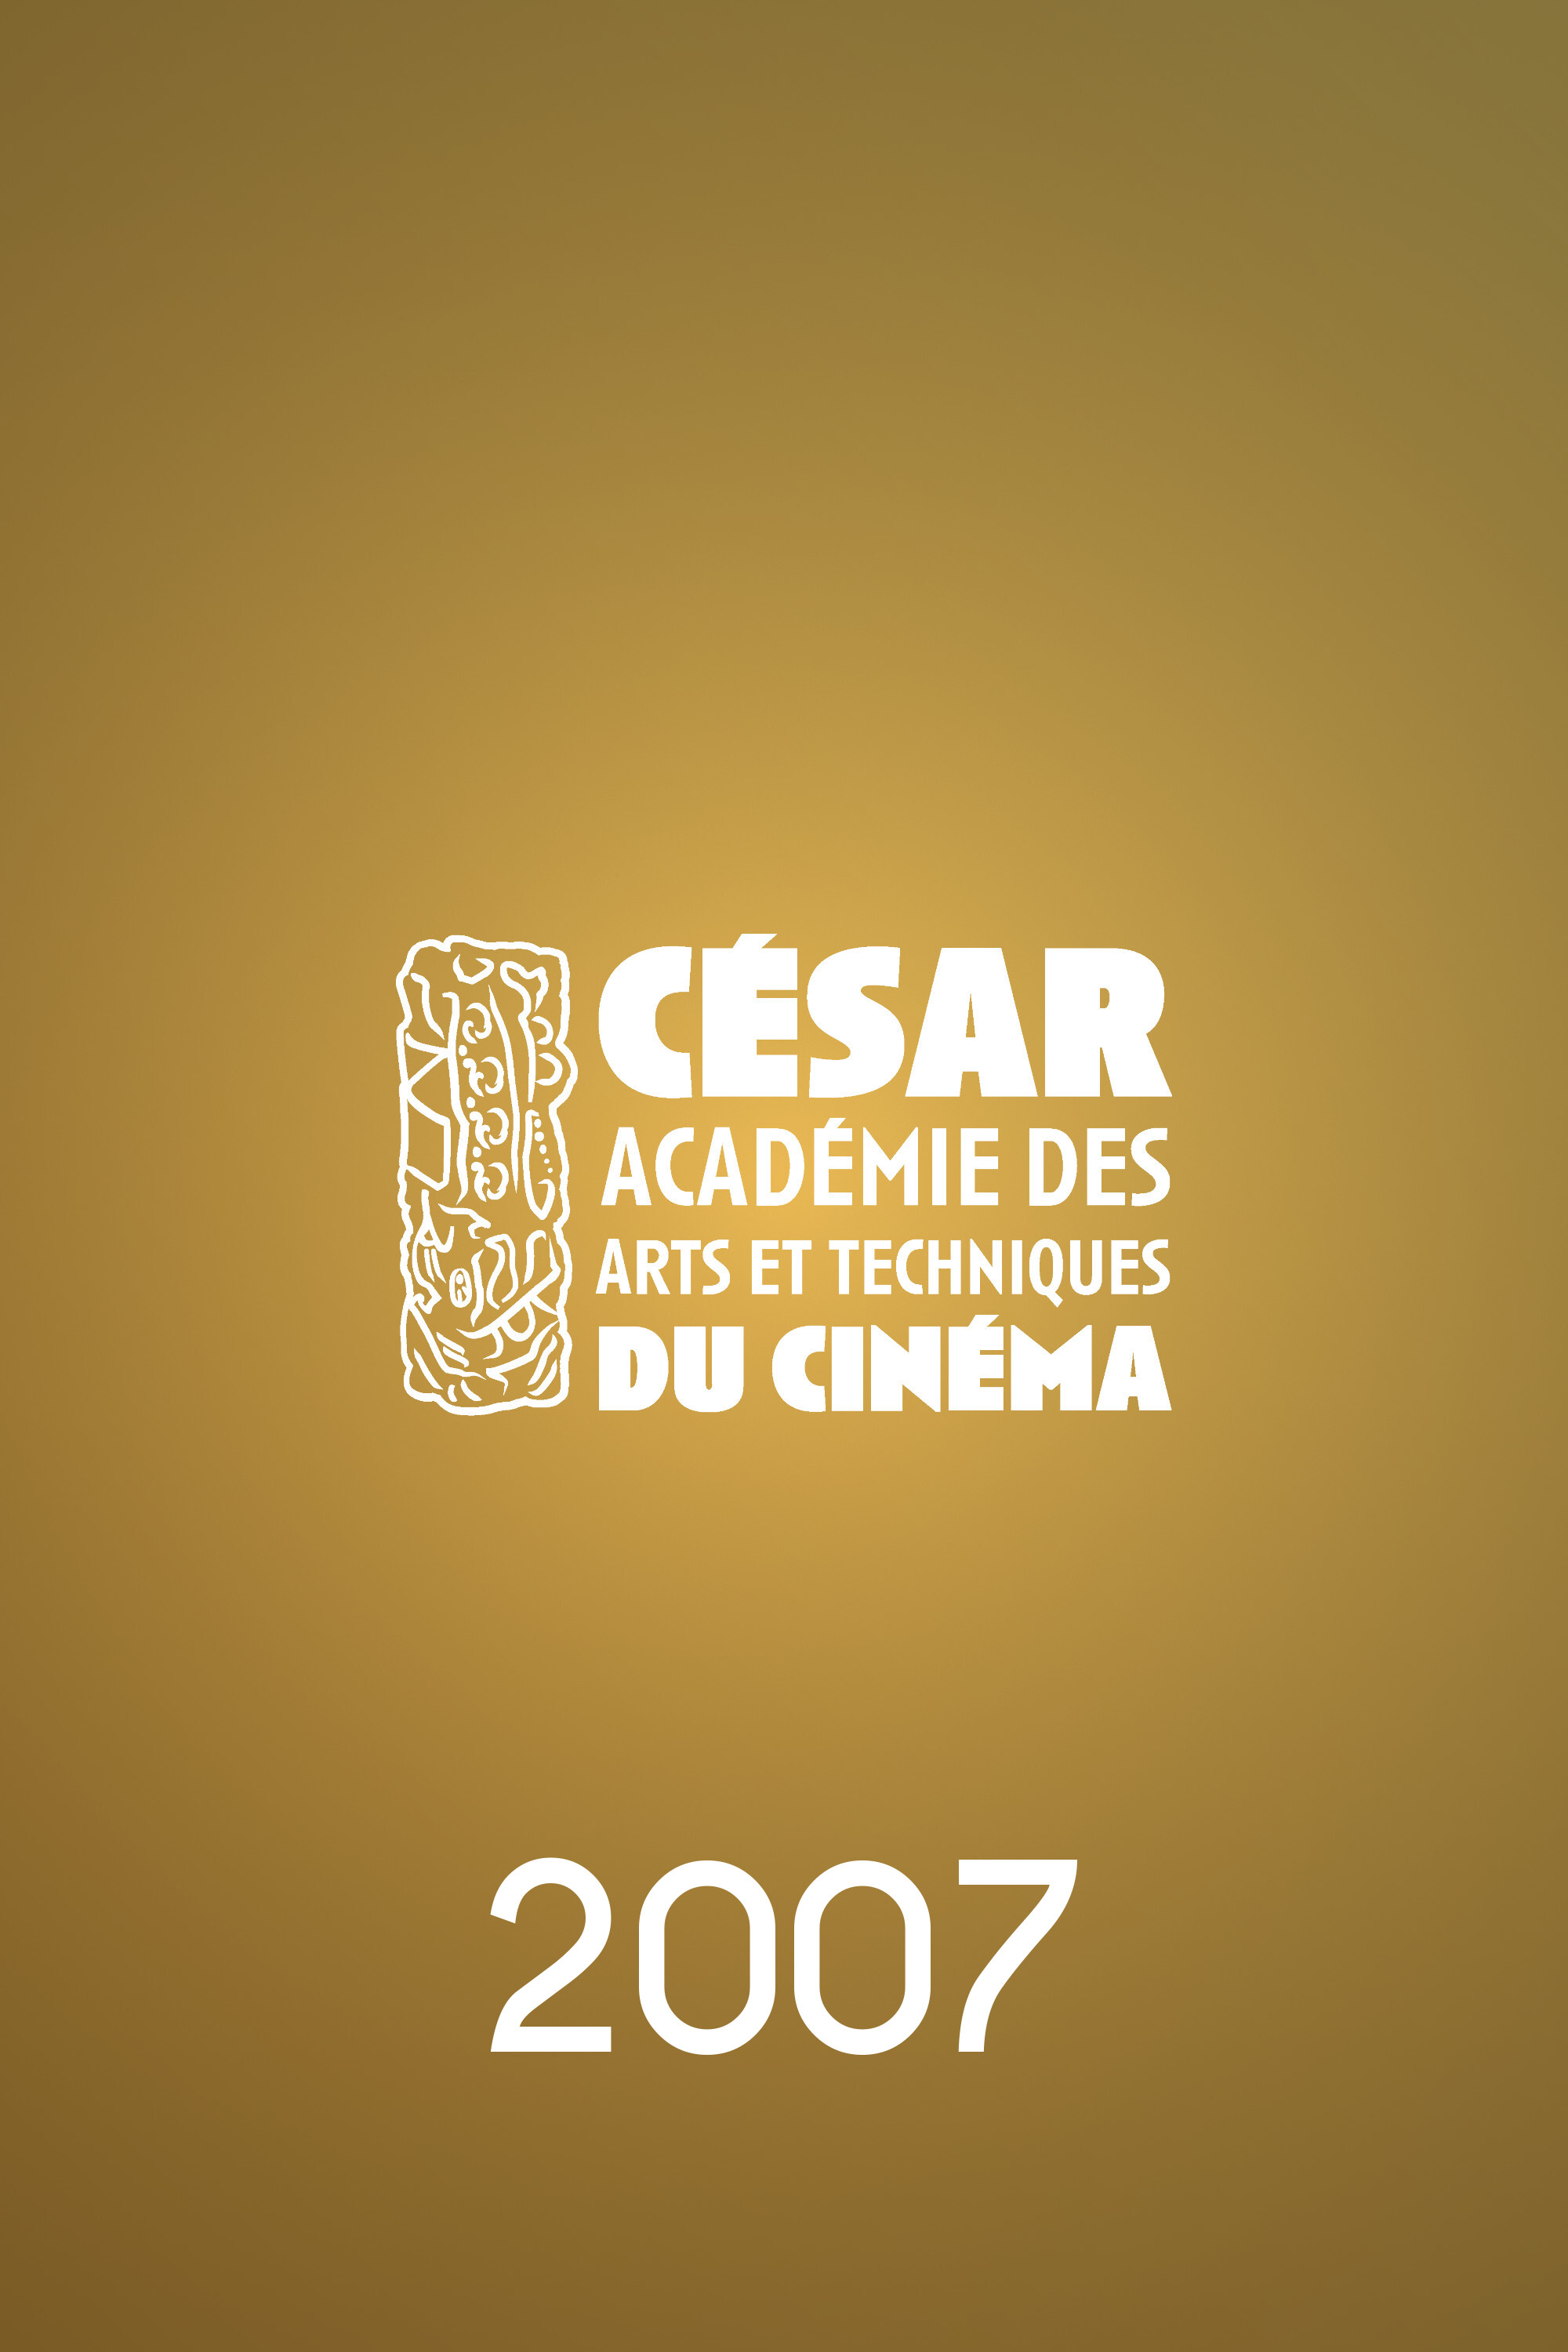 CÉSAR
ACADÉMIE DES
ARTS ET TECHNIQUES
DU CINÉMA
2007